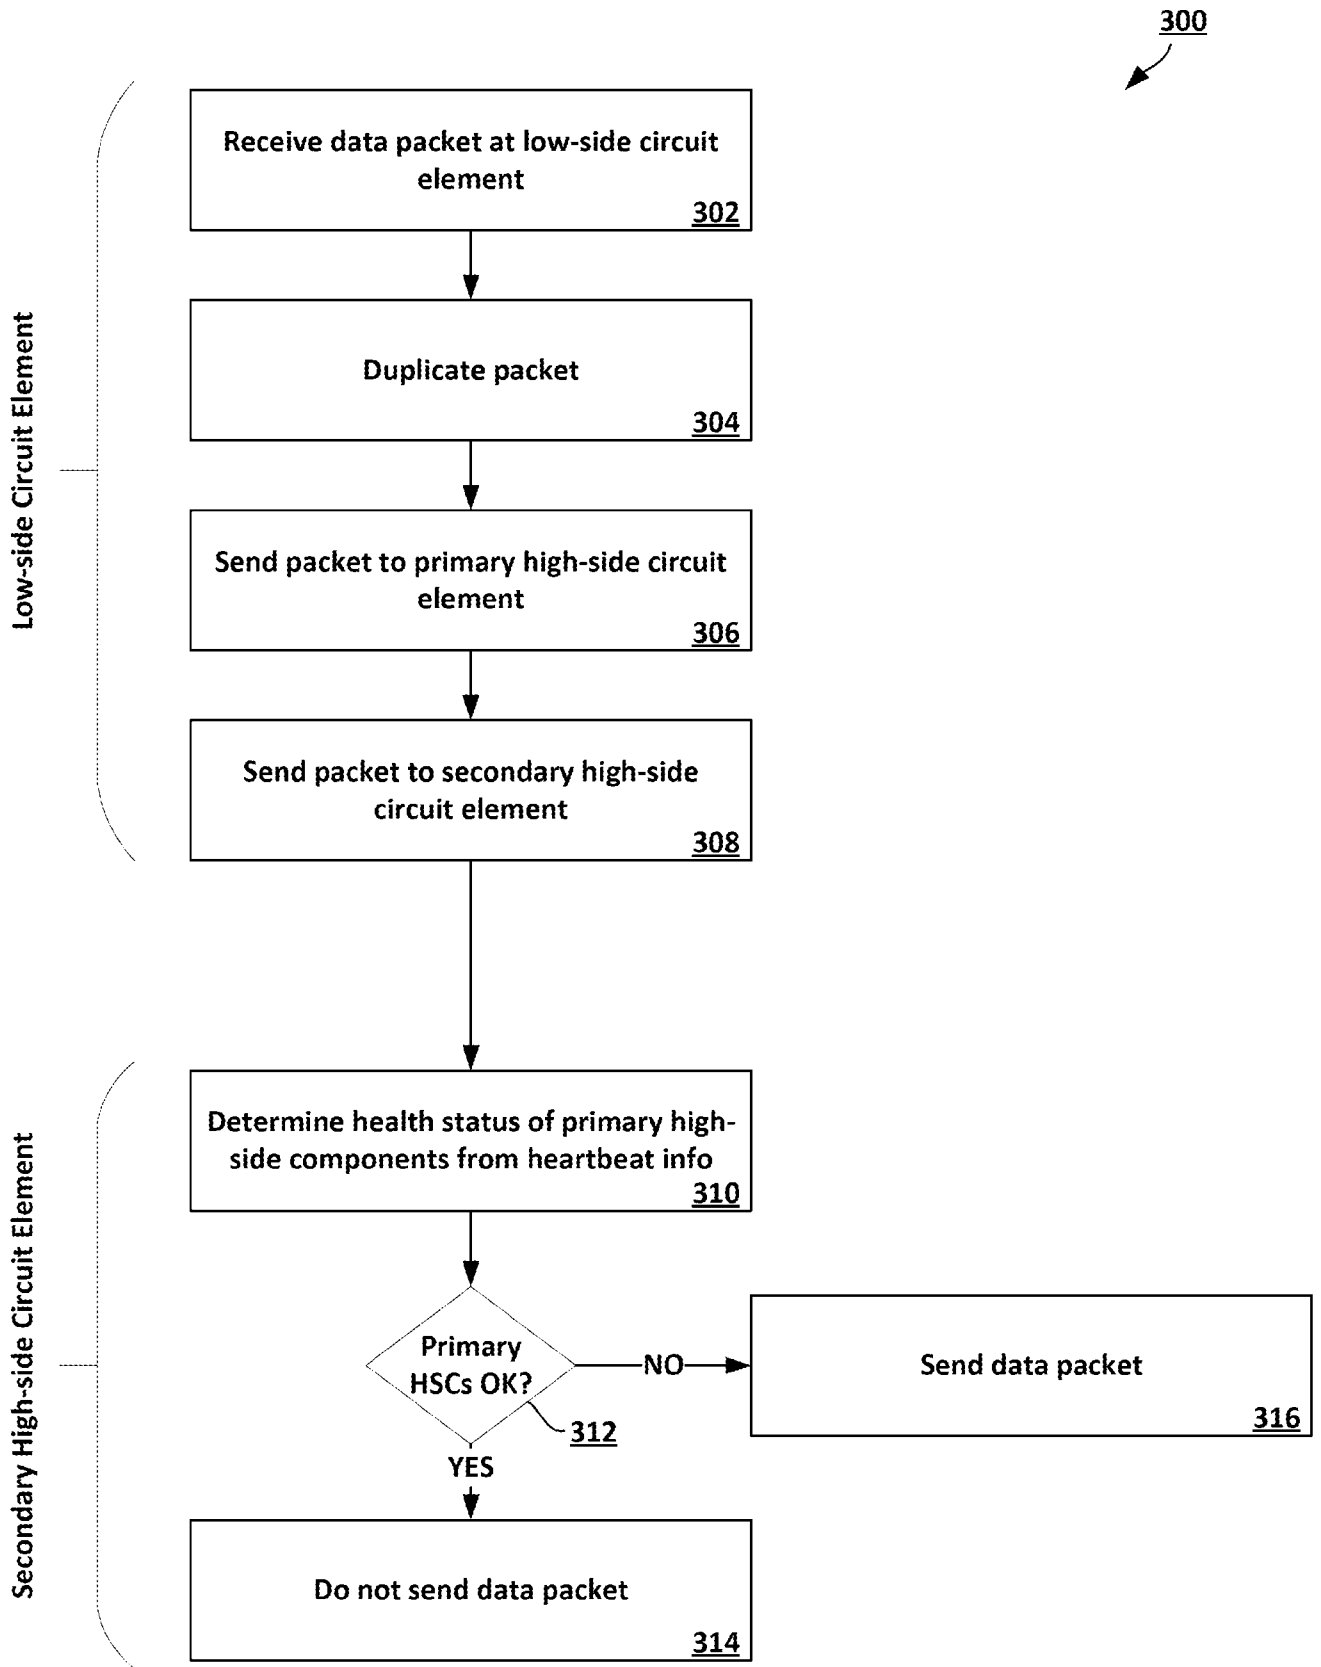 300
Low-side Circuit Element
Receive data packet at low-side circuit
element
302
Duplicate packet
304
Send packet to primary high-side circuit
element
306
Send packet to secondary high-side
circuit element
308
Secondary High-side Circuit Element
Determine health status of primary high-
side components from heartbeat info
310
Primary
HSCs OK?
312
NO
Send data packet
316
YES
Do not send data packet
314